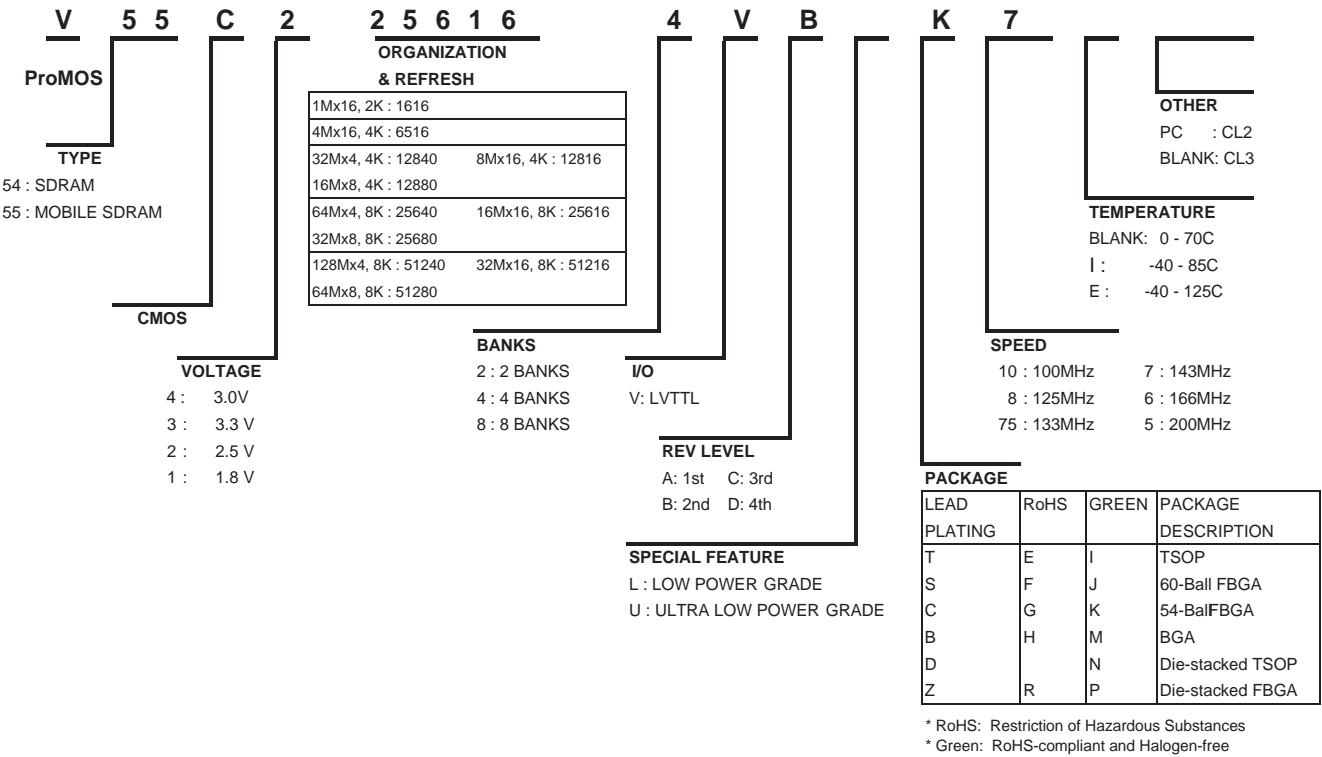 V 5 5 C 2 2 5 6 1 6 4 V B K 7
ProMOS
ORGANIZATION
& REFRESH
1Mx16, 2K : 1616
4Mx16, 4K : 6516
32Mx4, 4K : 12840 8Mx16, 4K : 12816
16Mx8, 4K : 12880
64Mx4, 8K : 25640 16Mx16, 8K : 25616
32Mx8, 8K : 25680
128Mx4, 8K : 51240 32Mx16, 8K : 51216
64Mx8, 8K : 51280
TYPE
54 : SDRAM
55 : MOBILE SDRAM
CMOS
VOLTAGE
4 : 3.0V
3 : 3.3 V
2 : 2.5 V
1 : 1.8 V
BANKS
2 : 2 BANKS
4 : 4 BANKS
8 : 8 BANKS
I/O
V: LVTTL
REV LEVEL
A: 1st C: 3rd
B: 2nd D: 4th
SPECIAL FEATURE
L : LOW POWER GRADE
U : ULTRA LOW POWER GRADE
OTHER
PC : CL2
BLANK: CL3
TEMPERATURE
BLANK: 0 - 70C
I : -40 - 85C
E : -40 - 125C
SPEED
10 : 100MHz 7 : 143MHz
8 : 125MHz 6 : 166MHz
75 : 133MHz 5 : 200MHz
PACKAGE
LEAD RoHS GREEN PACKAGE
PLATING DESCRIPTION
T E I TSOP
S F J 60-Ball FBGA
C G K 54-BallFBGA
B H M BGA
D N Die-stacked TSOP
Z R P Die-stacked FBGA
* RoHS: Restriction of Hazardous Substances
* Green: RoHS-compliant and Halogen-free